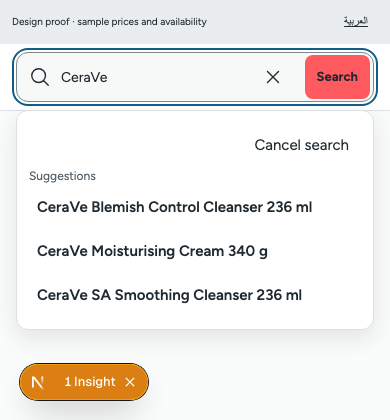 Design proof · sample prices and availability
العربية
CeraVe
Search
Cancel search
Suggestions
CeraVe Blemish Control Cleanser 236 ml
CeraVe Moisturising Cream 340 g
CeraVe SA Smoothing Cleanser 236 ml
N 1 Insight